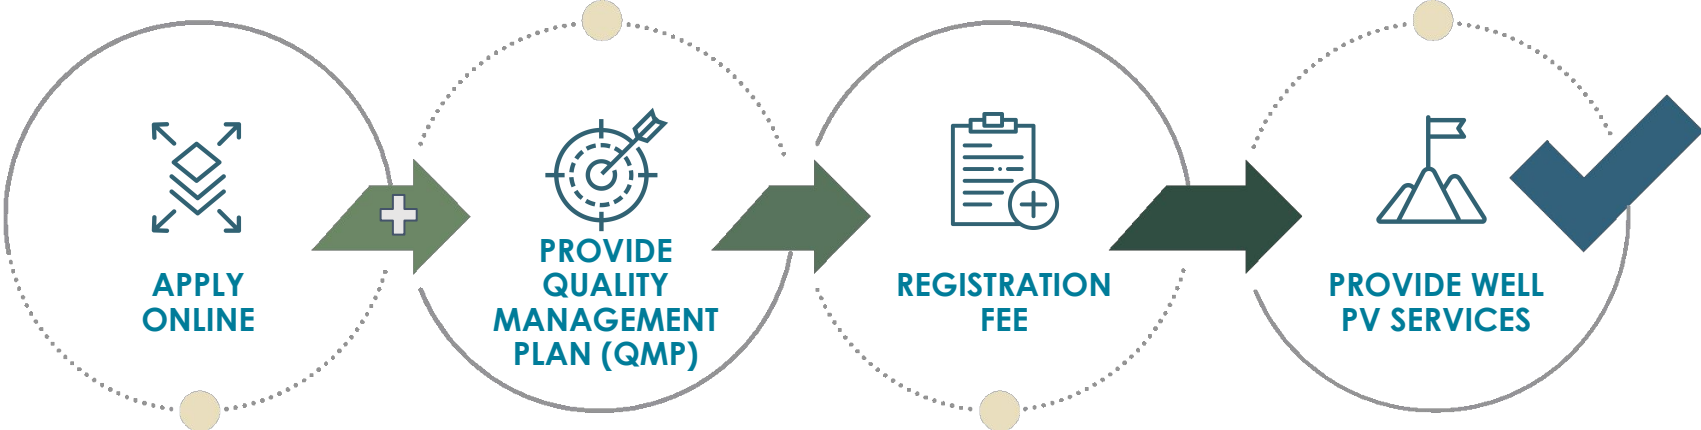 APPLY
ONLINE
PROVIDE
QUALITY
MANAGEMENT
PLAN (QMP)
REGISTRATION
FEE
PROVIDE WELL
PV SERVICES